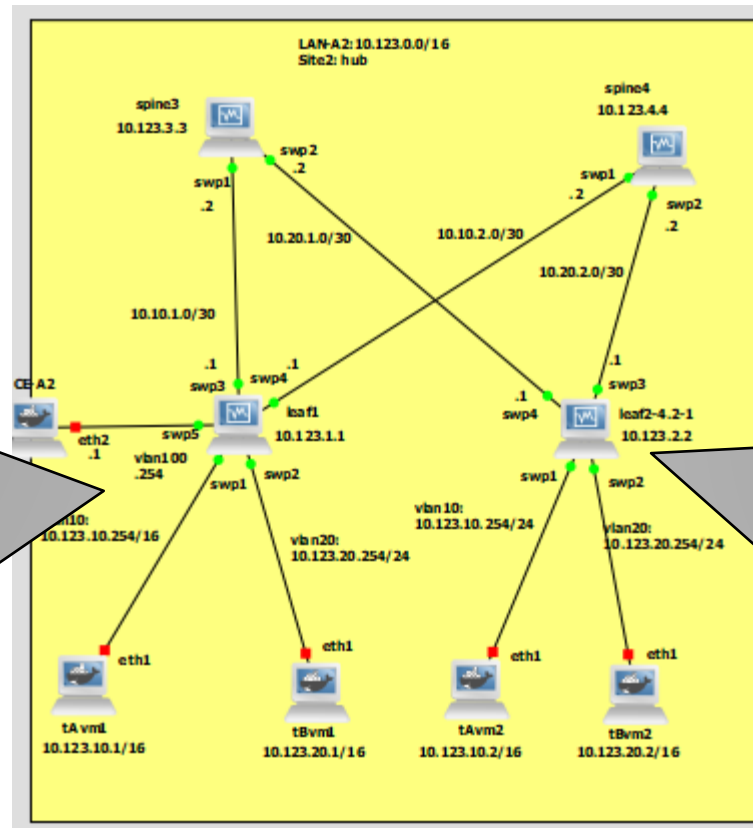 LAN-A2: 10.123.0.0/16
Site2: hub
spine3
10.123.3.3
spine4
10.123.4.4
swp2
.2
swp1
.2
swp1
.2
swp2
.2
10.20.1.0/30
10.10.2.0/30
10.20.2.0/30
10.10.1.0/30
.1
swp3
.1
swp4
.1
swp3
.1
swp4
CE-A2
leaf1
10.123.1.1
leaf2-4.2-1
10.123.2.2
eth2
.1
swp5
vlan100
.254
swp1
swp2
swp1
swp2
10.123.10.254/16
vlan20:
10.123.20.254/24
vlan10:
10.123.10.254/24
vlan20:
10.123.20.254/24
eth1
eth1
eth1
eth1
tAvm1
10.123.10.1/16
tBvm1
10.123.20.1/16
tAvm2
10.123.10.2/16
tBvm2
10.123.20.2/16